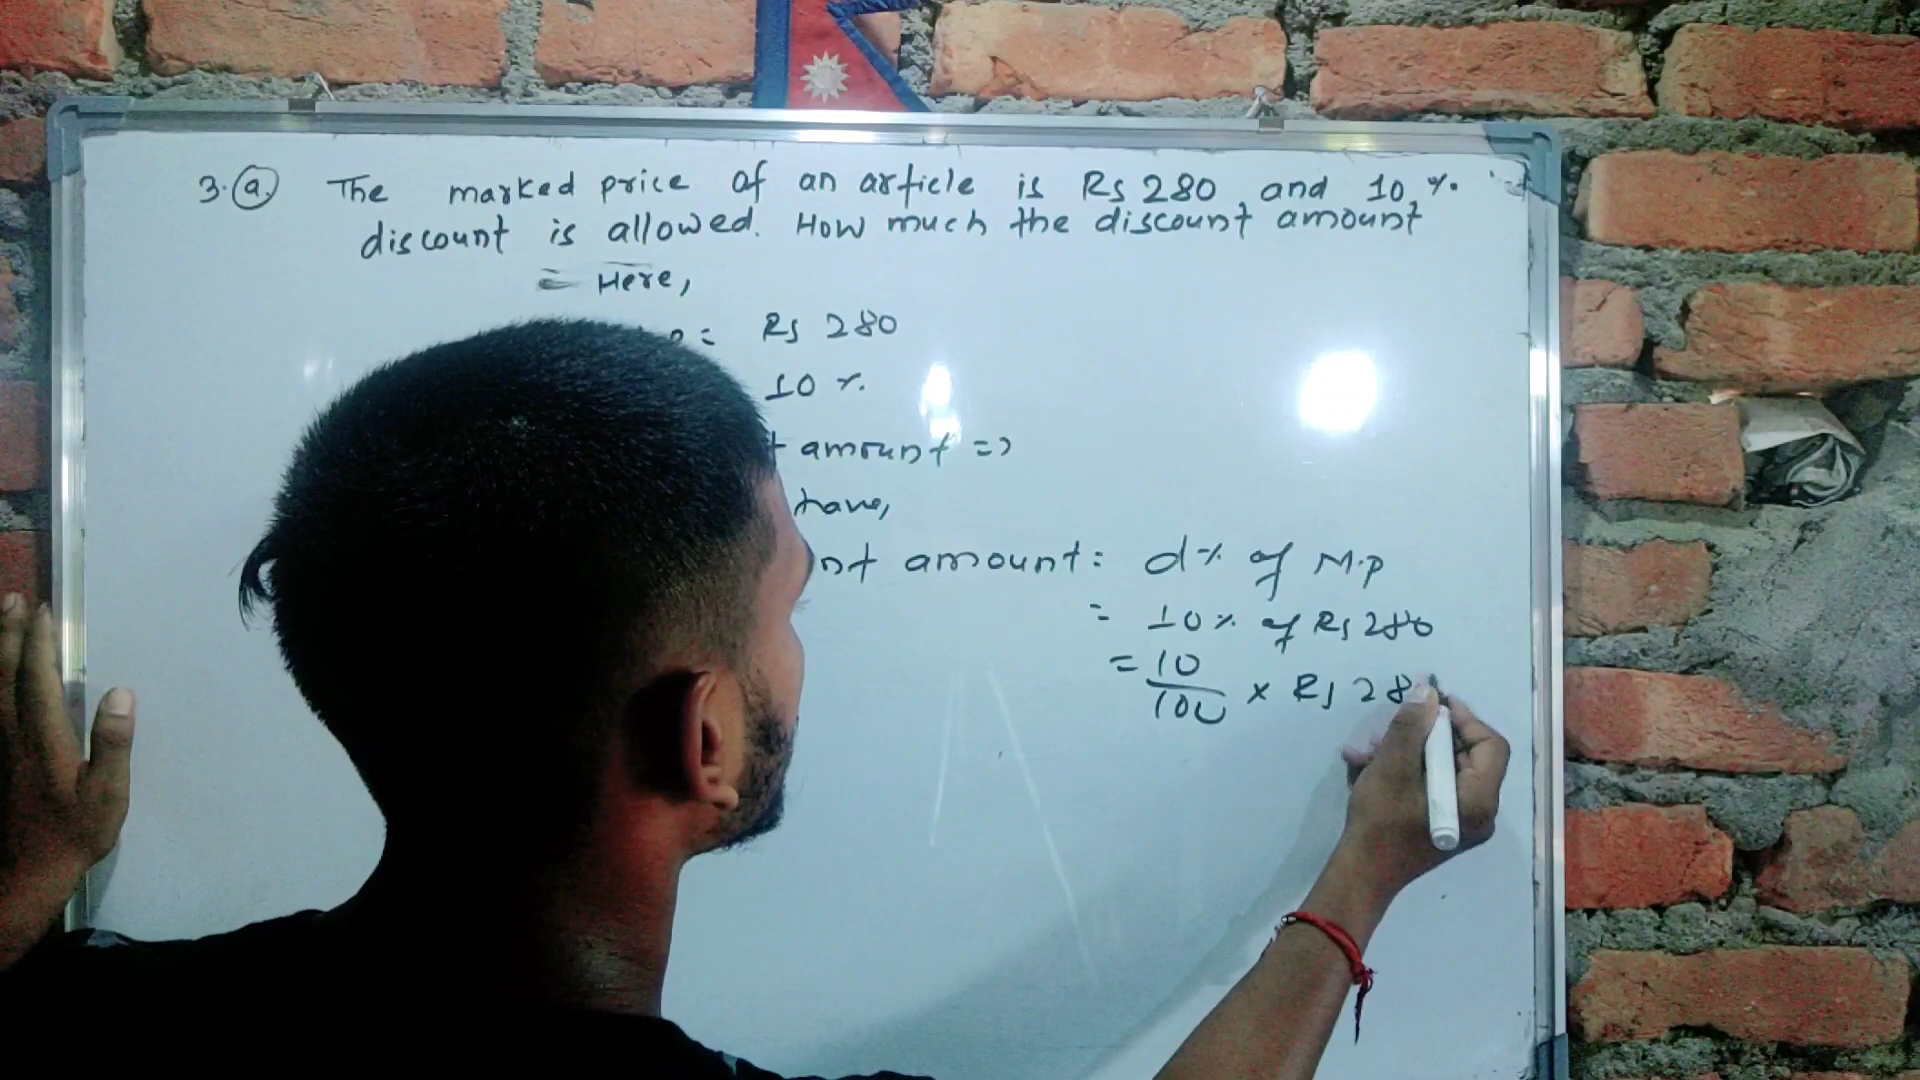 3. (a) The marked price of an article is Rs 280 and 10 %
discount is allowed. How much the discount amount
= Here,
= Rs 280
10 %
amount =>
have,
nt amount = d% of M.P
= 10% of Rs 280
= 10/100 × Rs 28